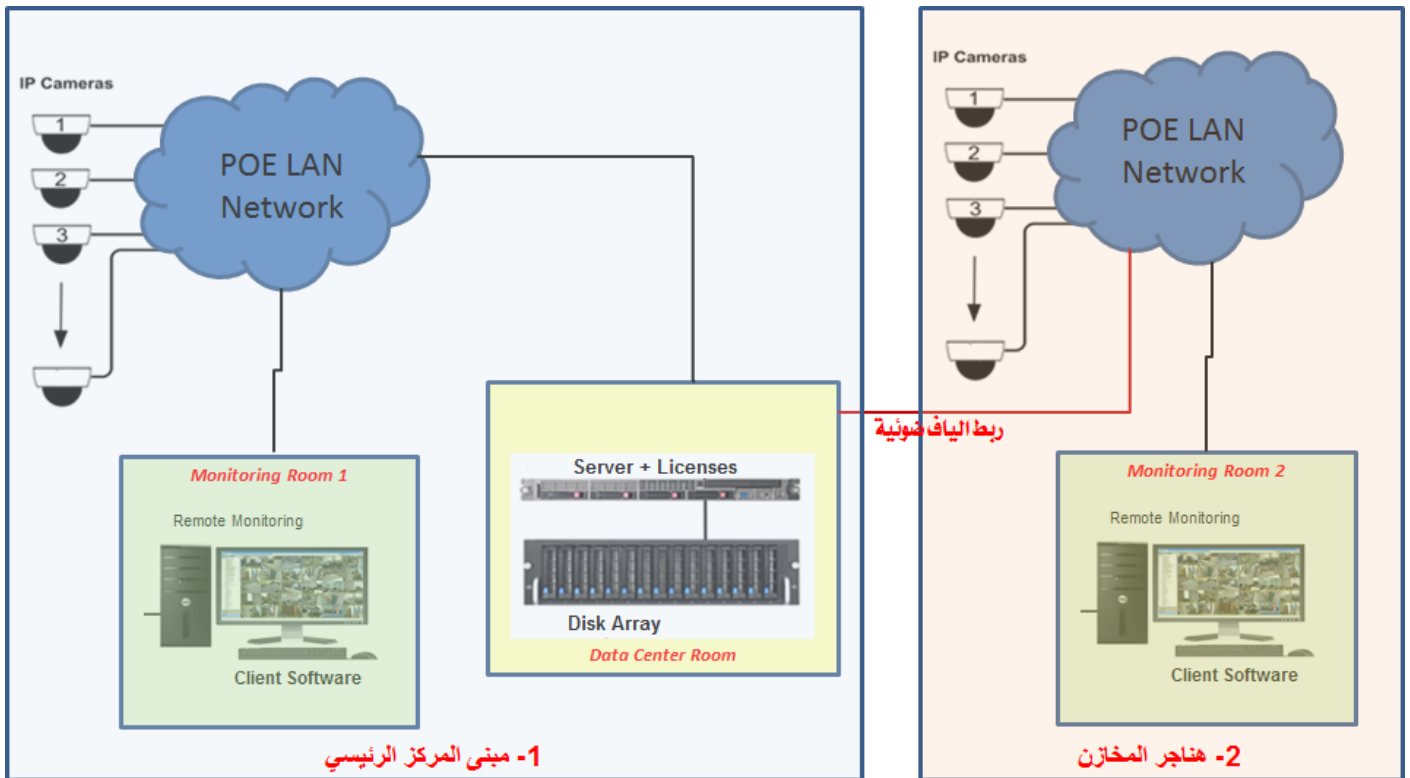 IP Cameras
1
2
3
POE LAN
Network
Monitoring Room 1
Remote Monitoring
Client Software
Server + Licenses
Disk Array
Data Center Room
1- مبنى المركز الرئيسي
ربط الياف ضوئية
IP Cameras
1
2
3
POE LAN
Network
Monitoring Room 2
Remote Monitoring
Client Software
2- هناجر المخازن